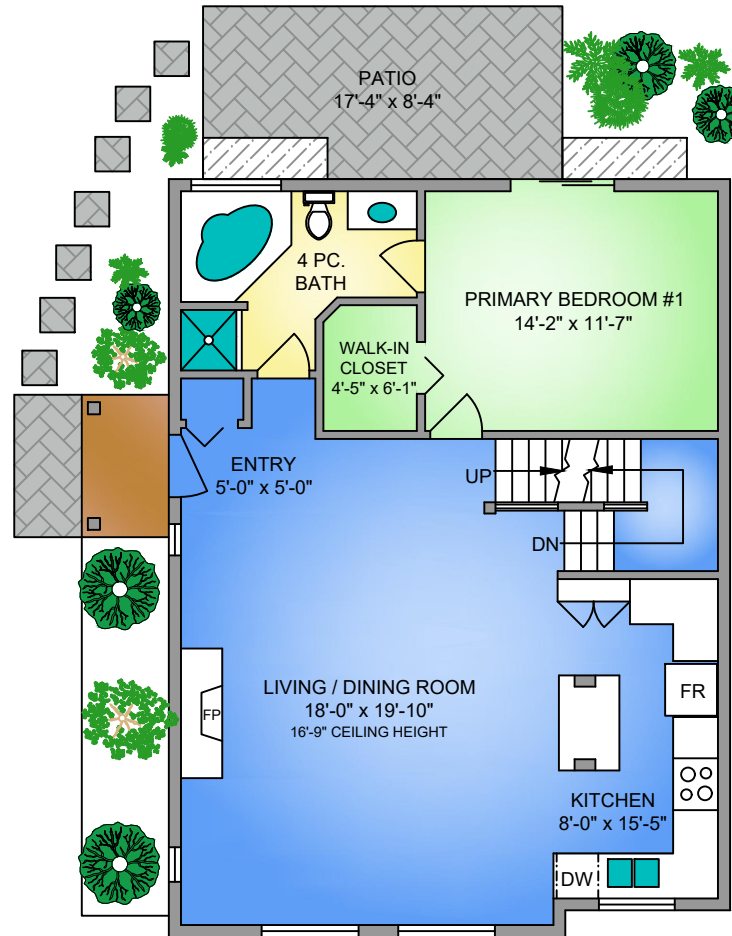 PATIO
17'-4" x 8'-4"
4 PC.
BATH
PRIMARY BEDROOM #1
14'-2" x 11'-7"
WALK-IN
CLOSET
4'-5" x 6'-1"
ENTRY
5'-0" x 5'-0"
UP
DN
LIVING / DINING ROOM
18'-0" x 19'-10"
16'-9" CEILING HEIGHT
FP
FR
KITCHEN
8'-0" x 15'-5"
DW